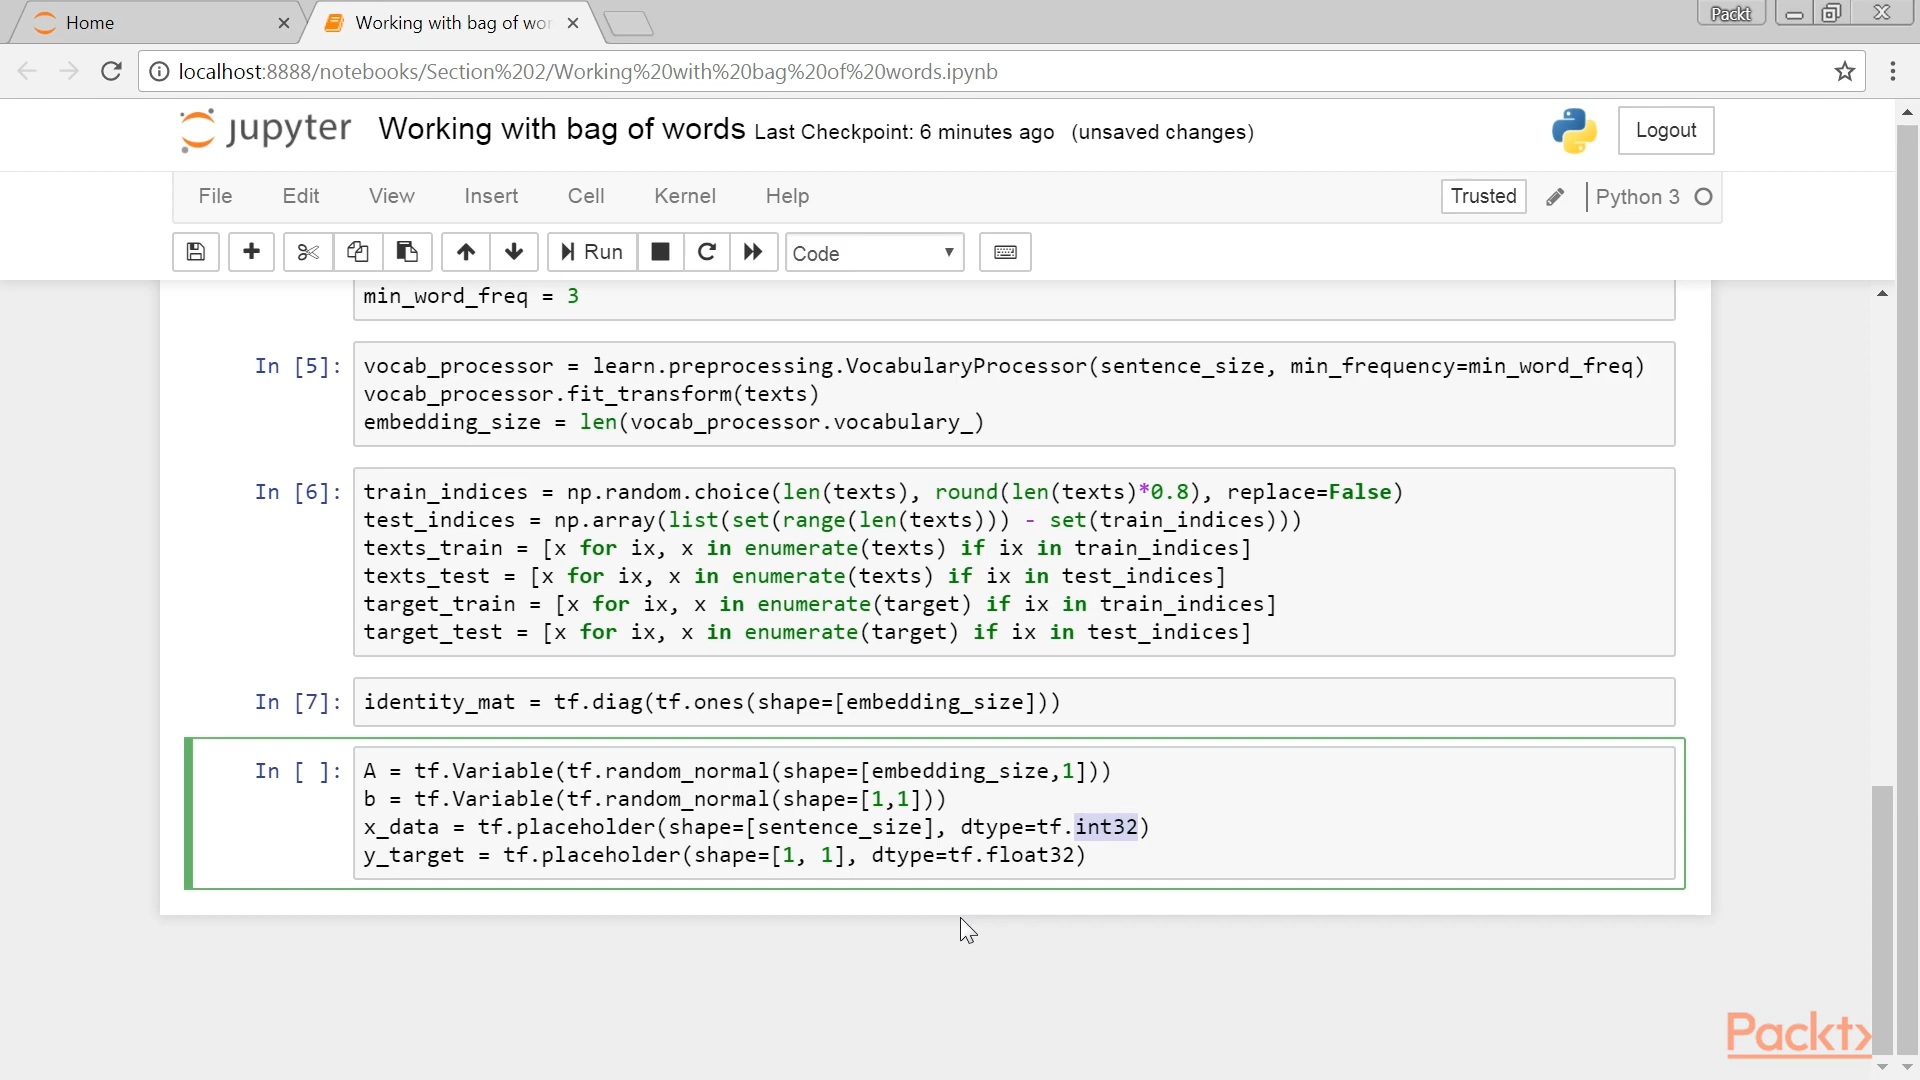 Home
Working with bag of wor
Packt
localhost:8888/notebooks/Section%202/Working%20with%20bag%20of%20words.ipynb
jupyter Working with bag of words Last Checkpoint: 6 minutes ago (unsaved changes)
Logout
File Edit View Insert Cell Kernel Help
Trusted
Python 3
Run
Code
min_word_freq = 3
In [5]: vocab_processor = learn.preprocessing.VocabularyProcessor(sentence_size, min_frequency=min_word_freq)
vocab_processor.fit_transform(texts)
embedding_size = len(vocab_processor.vocabulary_)
In [6]: train_indices = np.random.choice(len(texts), round(len(texts)*0.8), replace=False)
test_indices = np.array(list(set(range(len(texts))) - set(train_indices)))
texts_train = [x for ix, x in enumerate(texts) if ix in train_indices]
texts_test = [x for ix, x in enumerate(texts) if ix in test_indices]
target_train = [x for ix, x in enumerate(target) if ix in train_indices]
target_test = [x for ix, x in enumerate(target) if ix in test_indices]
In [7]: identity_mat = tf.diag(tf.ones(shape=[embedding_size]))
In [ ]: A = tf.Variable(tf.random_normal(shape=[embedding_size,1]))
b = tf.Variable(tf.random_normal(shape=[1,1]))
x_data = tf.placeholder(shape=[sentence_size], dtype=tf.int32)
y_target = tf.placeholder(shape=[1, 1], dtype=tf.float32)
Packt